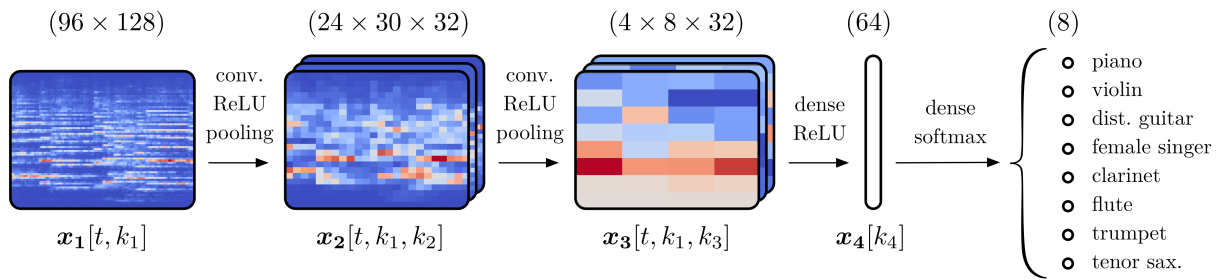 (96 × 128)
(24 × 30 × 32)
(4 × 8 × 32)
(64)
(8)
conv.
ReLU
pooling
conv.
ReLU
pooling
dense
ReLU
dense
softmax
piano
violin
dist. guitar
female singer
clarinet
flute
trumpet
tenor sax.
x₁[t, k₁]
x₂[t, k₁, k₂]
x₃[t, k₁, k₃]
x₄[k₄]